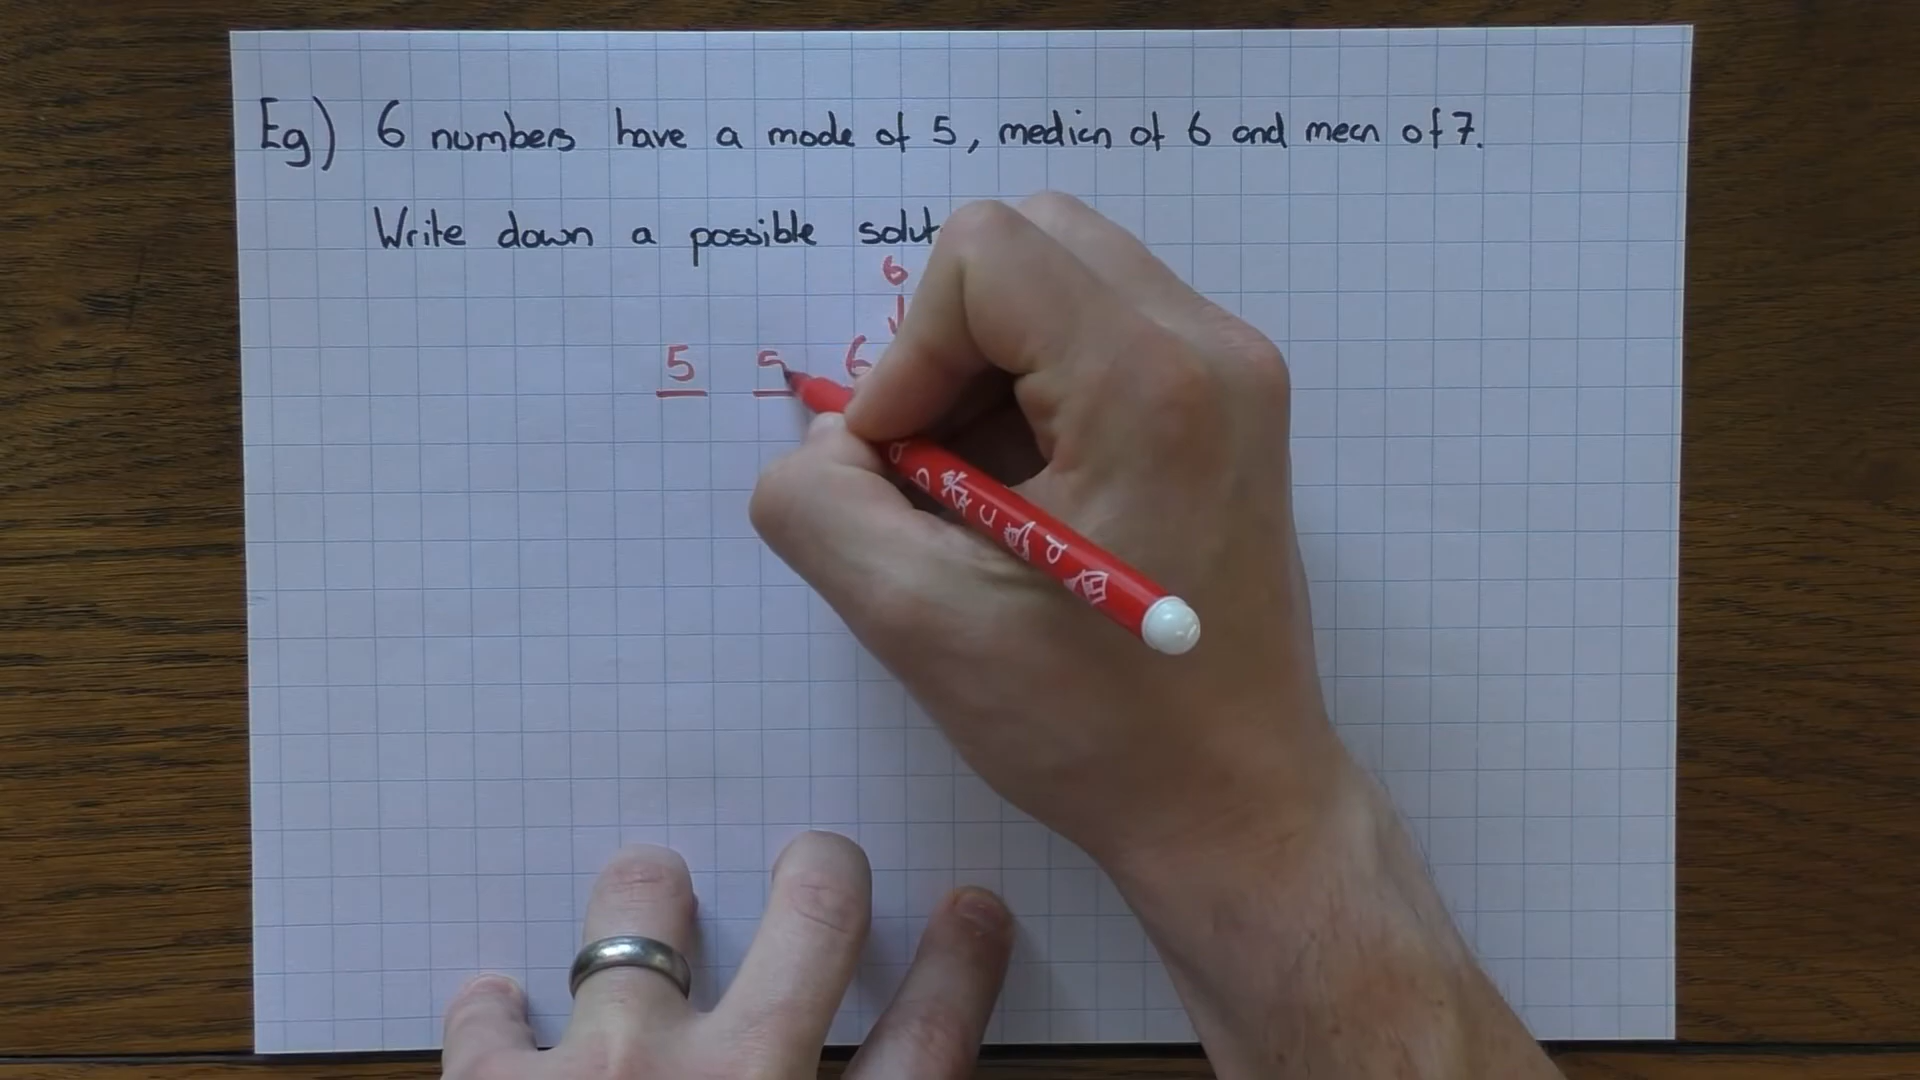 Eg) 6 numbers have a mode of 5, median of 6 and mean of 7.
Write down a possible solut
6
5 5 6